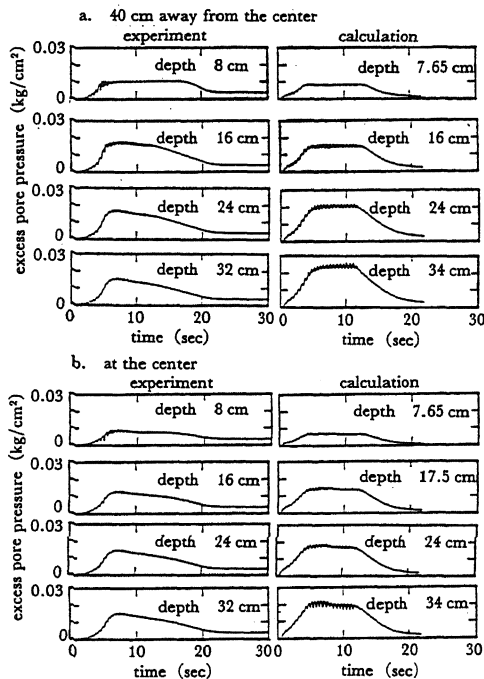 a. 40 cm away from the center
experiment calculation
0.03 depth 8 cm depth 7.65 cm
0
depth 16 cm depth 16 cm
0
0.03 depth 24 cm depth 24 cm
0
0.03 depth 32 cm depth 34 cm
0
0 10 20 30 0 10 20 30
time (sec) time (sec)
excess pore pressure (kg/cm²)
b. at the center
experiment calculation
0.03 depth 8 cm depth 7.65 cm
0
0.03 depth 16 cm depth 17.5 cm
0
0.03 depth 24 cm depth 24 cm
0
0.03 depth 32 cm depth 34 cm
0
0 10 20 30 0 10 20 30
time (sec) time (sec)
excess pore pressure (kg/cm²)